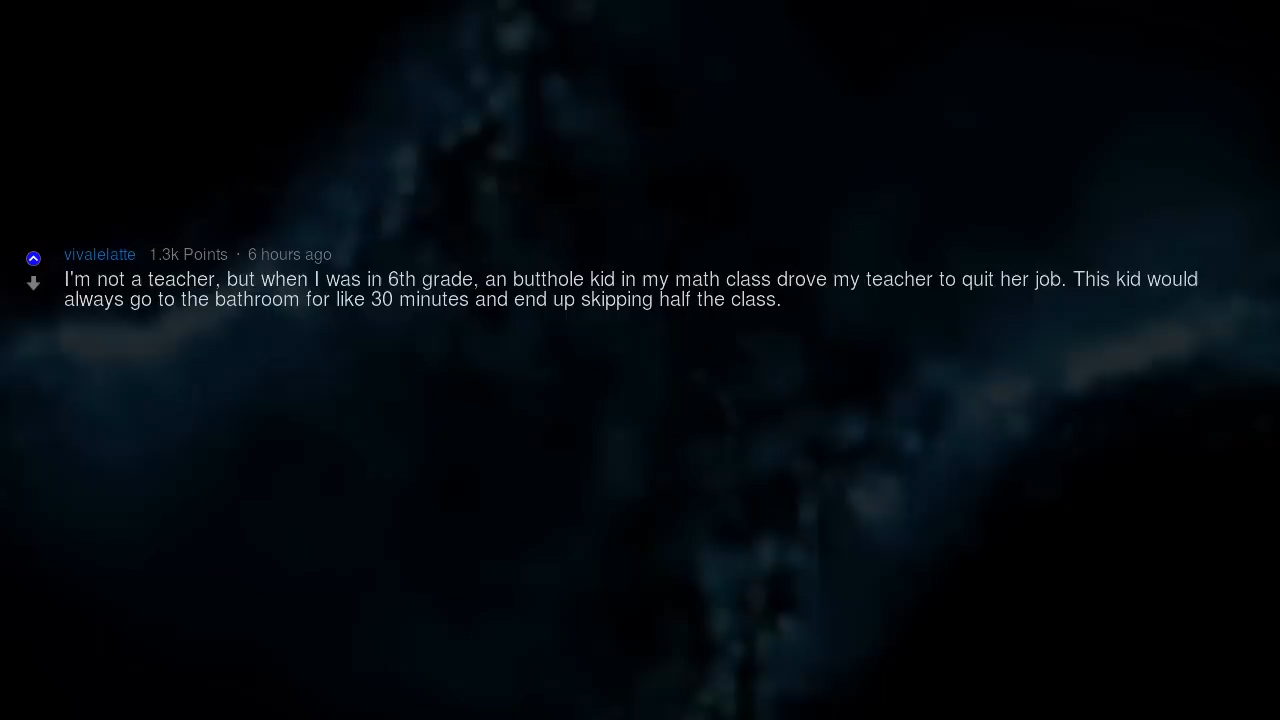 vivalelatte 1.3k Points · 6 hours ago
I'm not a teacher, but when I was in 6th grade, an butthole kid in my math class drove my teacher to quit her job. This kid would
always go to the bathroom for like 30 minutes and end up skipping half the class.